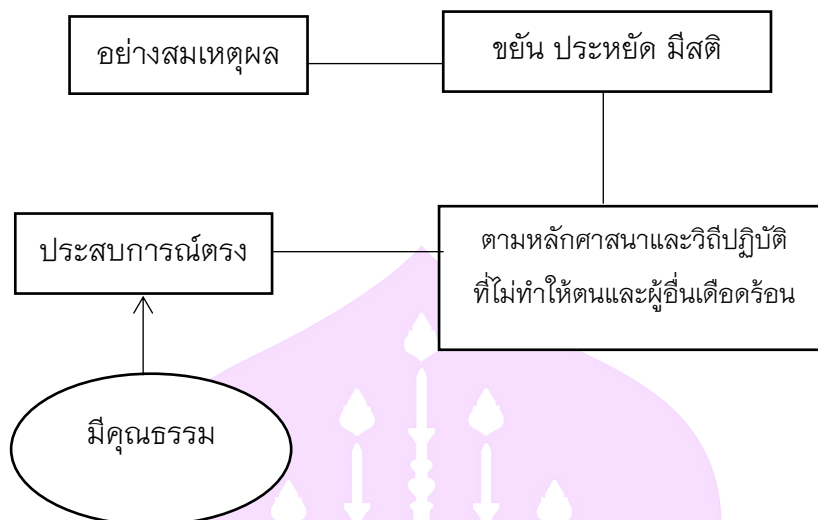 อย่างสมเหตุผล
ขยัน ประหยัด มีสติ
ประสบการณ์ตรง
ตามหลักศาสนาและวิถีปฏิบัติ
ที่ไม่ทำให้ตนและผู้อื่นเดือดร้อน
มีคุณธรรม